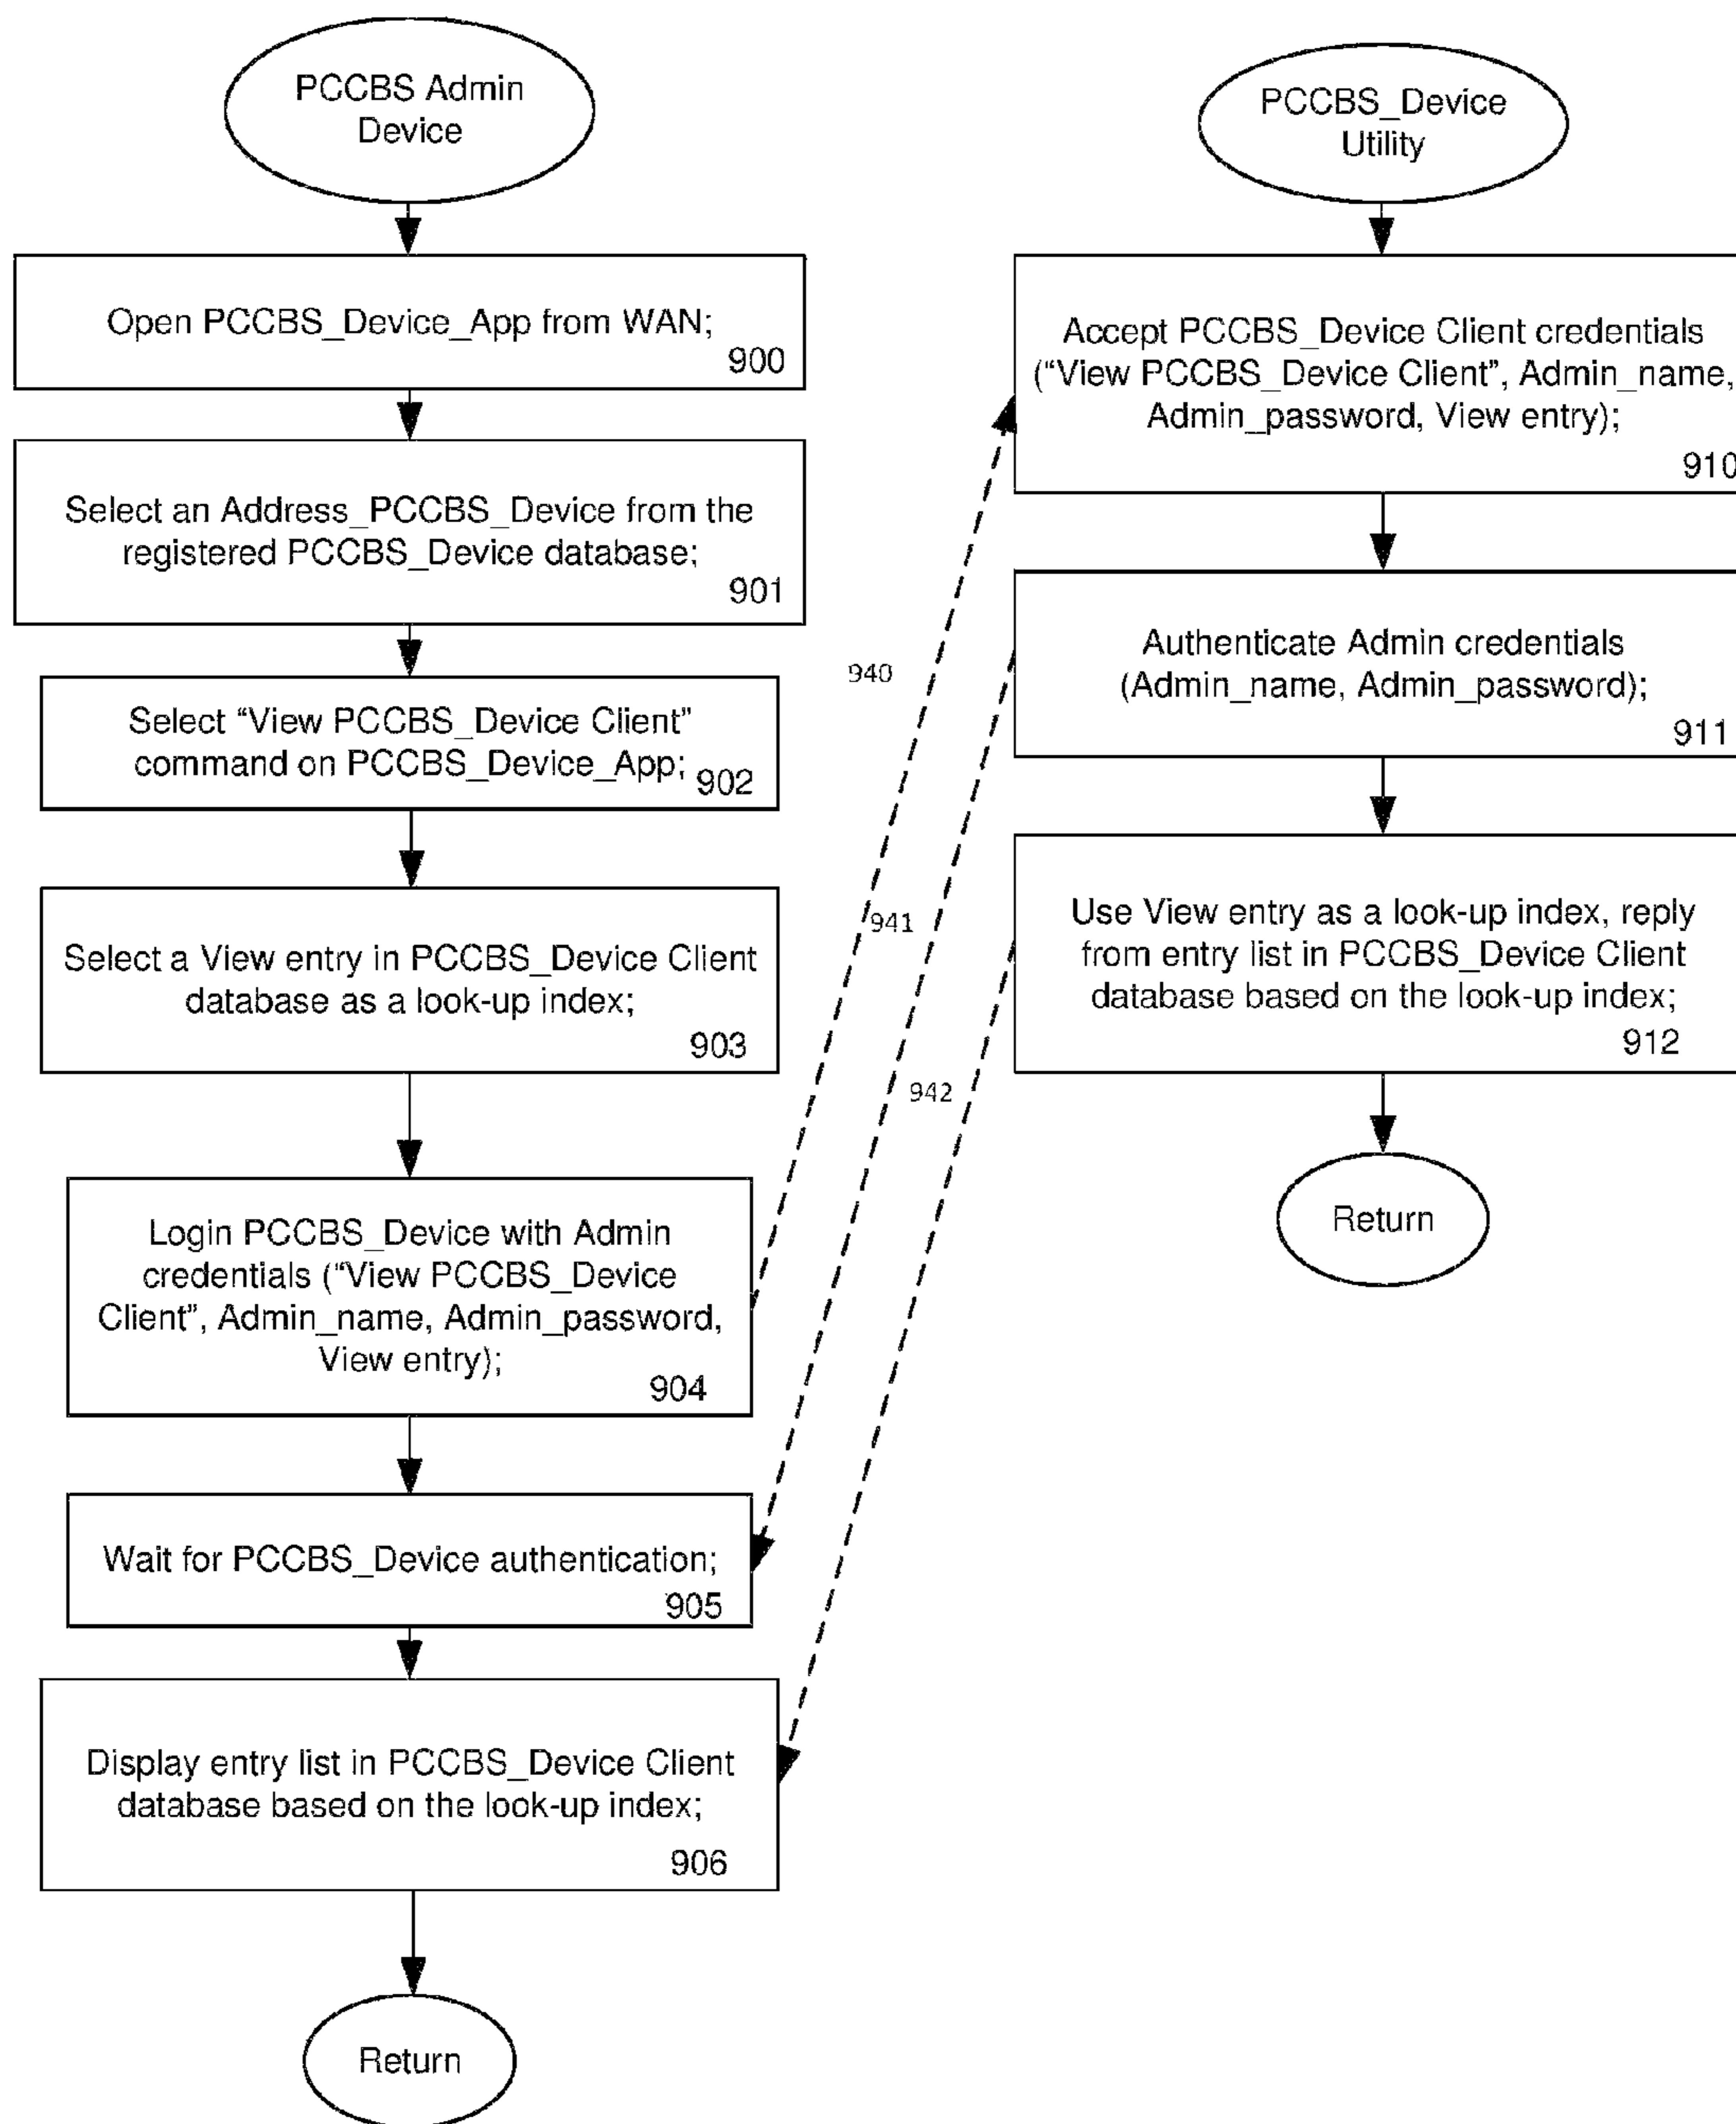 PCCBS Admin
Device
Open PCCBS_Device_App from WAN;
900
Select an Address_PCCBS_Device from the
registered PCCBS_Device database;
901
Select “View PCCBS_Device Client”
command on PCCBS_Device_App;
902
Select a View entry in PCCBS_Device Client
database as a look-up index;
903
Login PCCBS_Device with Admin
credentials (“View PCCBS_Device
Client”, Admin_name, Admin_password,
View entry);
904
Wait for PCCBS_Device authentication;
905
Display entry list in PCCBS_Device Client
database based on the look-up index;
906
Return
940
941
942
PCCBS_Device
Utility
Accept PCCBS_Device Client credentials
(“View PCCBS_Device Client”, Admin_name,
Admin_password, View entry);
910
Authenticate Admin credentials
(Admin_name, Admin_password);
911
Use View entry as a look-up index, reply
from entry list in PCCBS_Device Client
database based on the look-up index;
912
Return